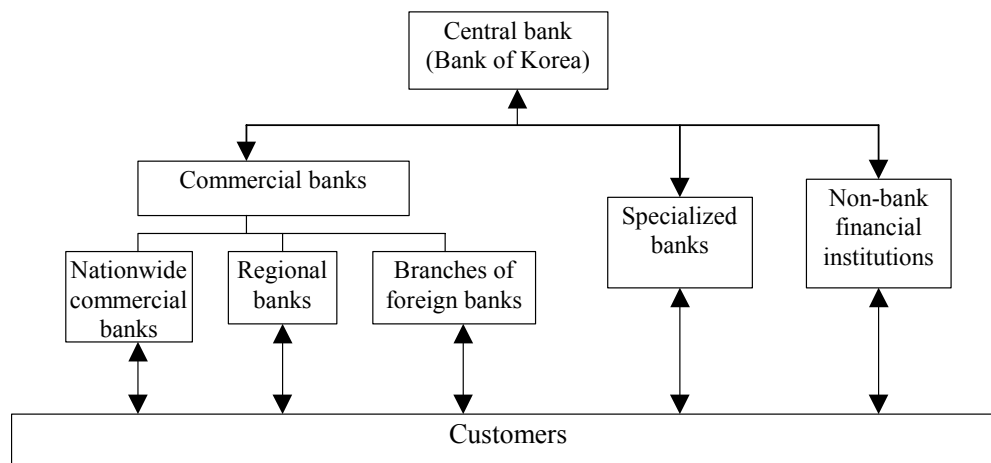 Central bank
(Bank of Korea)
Commercial banks
Specialized
banks
Non-bank
financial
institutions
Nationwide
commercial
banks
Regional
banks
Branches of
foreign banks
Customers